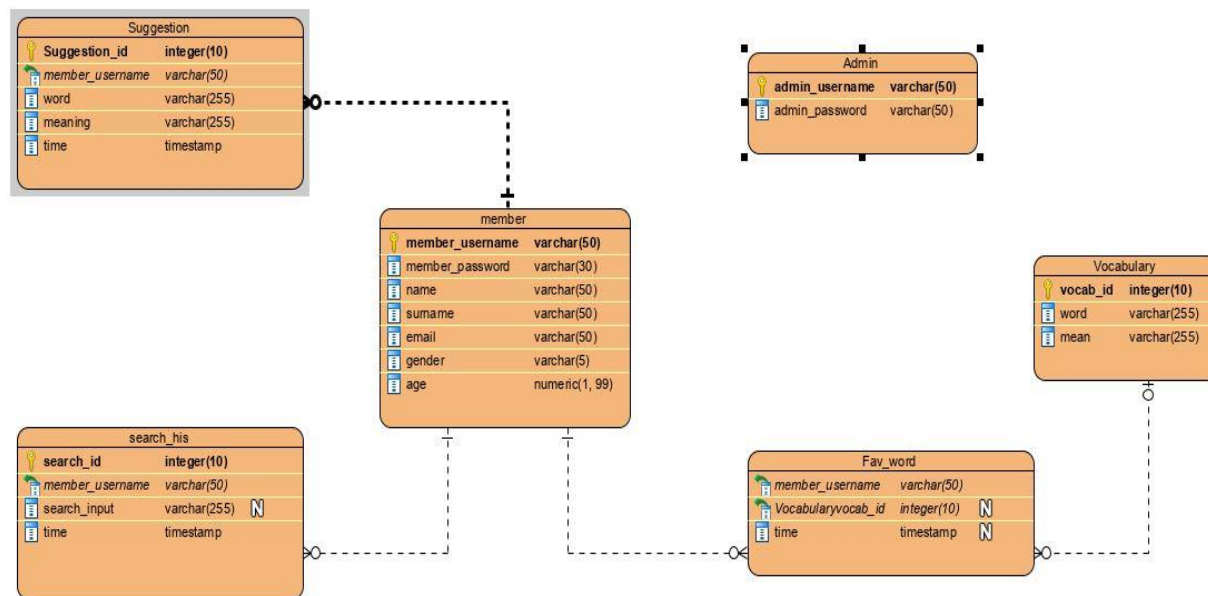 Suggestion
Suggestion_id integer(10)
member_username varchar(50)
word varchar(255)
meaning varchar(255)
time timestamp
Admin
admin_username varchar(50)
admin_password varchar(50)
member
member_username varchar(50)
member_password varchar(30)
name varchar(50)
surname varchar(50)
email varchar(50)
gender varchar(5)
age numeric(1, 99)
Vocabulary
vocab_id integer(10)
word varchar(255)
mean varchar(255)
search_his
search_id integer(10)
member_username varchar(50)
search_input varchar(255) N
time timestamp
Fav_word
member_username varchar(50)
Vocabularyvocab_id integer(10) N
time timestamp N